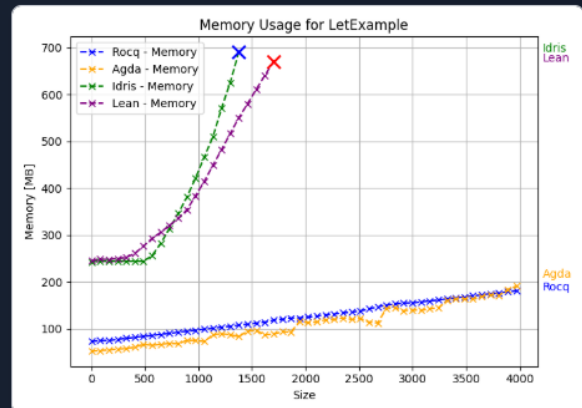 Memory Usage for LetExample
Rocq - Memory
Agda - Memory
Idris - Memory
Lean - Memory
Idris
Lean
Agda
Rocq
Memory [MB]
700
600
500
400
300
200
100
0
500
1000
1500
2000
2500
3000
3500
4000
Size